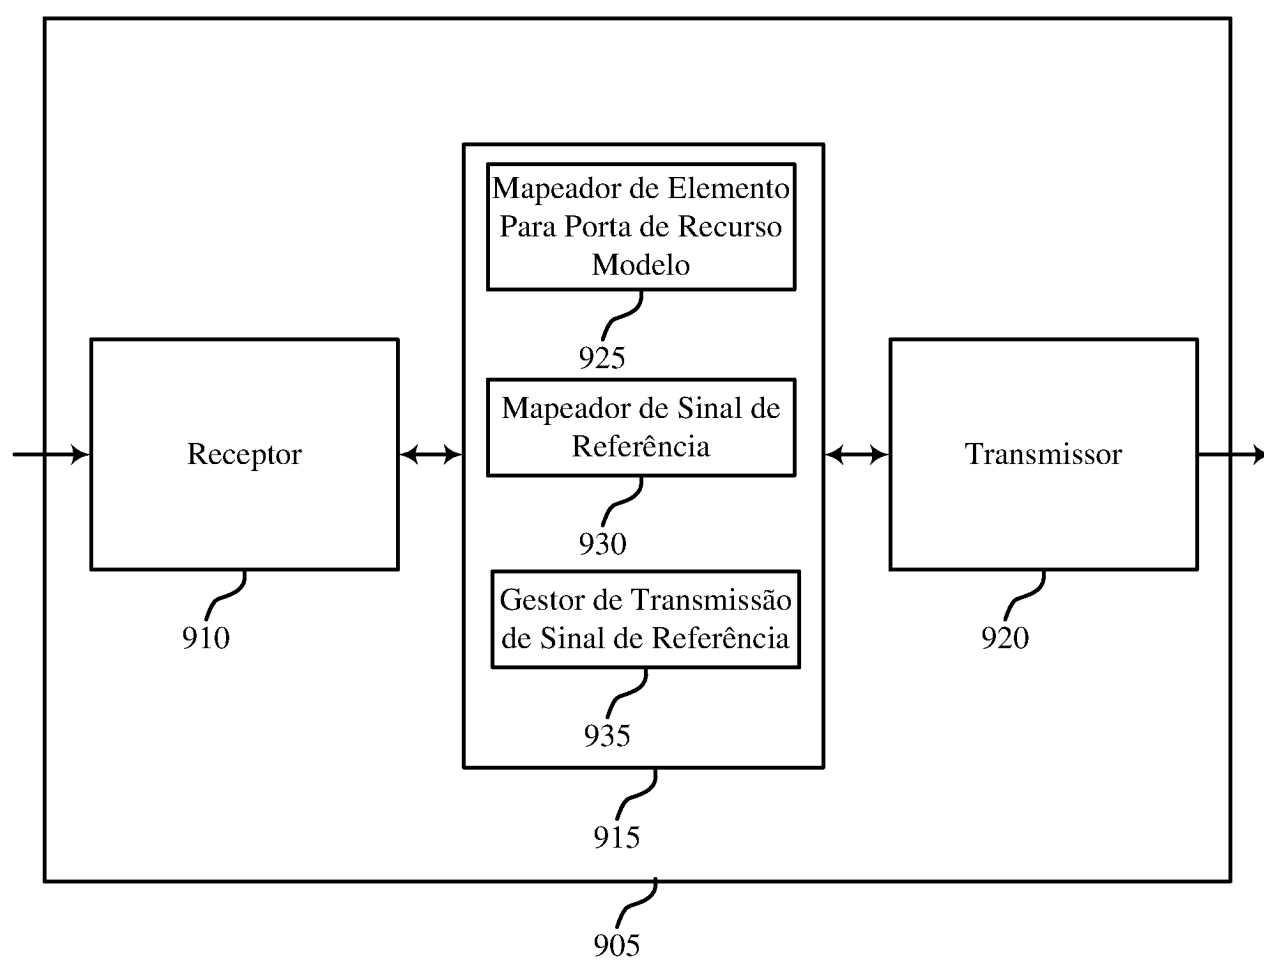 Mapeador de Elemento
Para Porta de Recurso
Modelo
925
Receptor
910
Mapeador de Sinal de
Referência
930
Gestor de Transmissão
de Sinal de Referência
935
915
Transmissor
920
905